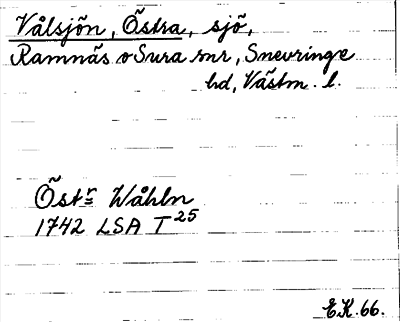 Vålsjön, Östra, sjö,
Ramnäs o Sura snr, Snevringe
hd, Västm. l.
Östr Wåhln
1742 LSA T25
E.K.66.